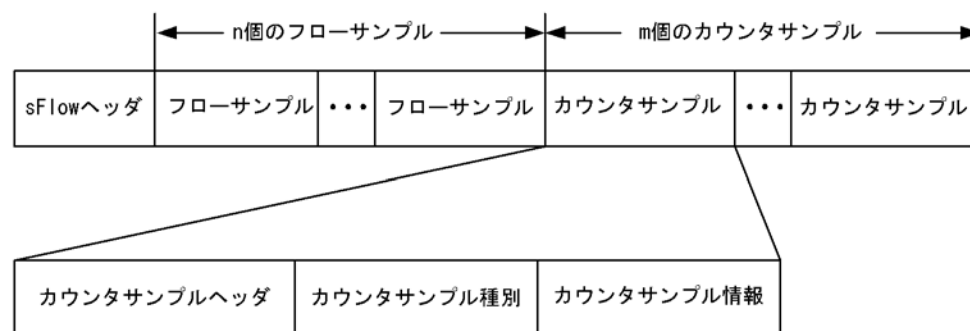 n個のフローサンプル m個のカウンタサンプル
sFlowヘッダ フローサンプル ••• フローサンプル カウンタサンプル ••• カウンタサンプル
カウンタサンプルヘッダ カウンタサンプル種別 カウンタサンプル情報